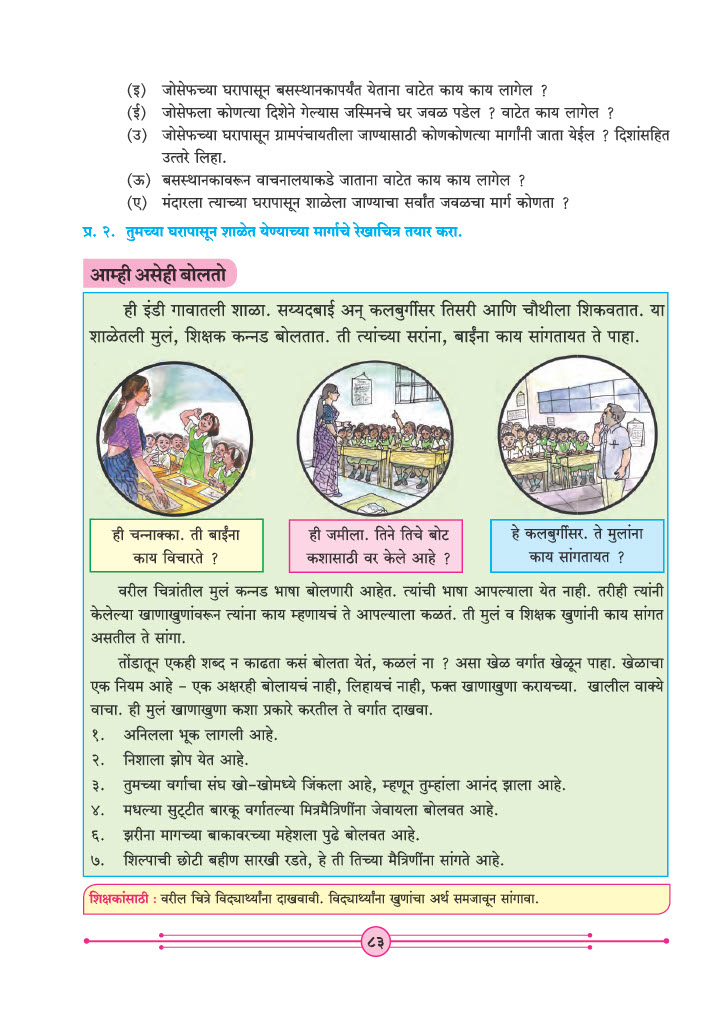 (इ) जोसेफच्या घरापासून बसस्थानकापर्यंत येताना वाटेत काय काय लागेल ?
(ई) जोसेफला कोणत्या दिशेने गेल्यास जस्मिनचे घर जवळ पडेल ? वाटेत काय लागेल ?
(उ) जोसेफच्या घरापासून ग्रामपंचायतीला जाण्यासाठी कोणकोणत्या मार्गांनी जाता येईल ? दिशांसहित
उत्तरे लिहा.
(ऊ) बसस्थानकावरून वाचनालयाकडे जाताना वाटेत काय काय लागेल ?
(ए) मंदारला त्याच्या घरापासून शाळेला जाण्याचा सर्वांत जवळचा मार्ग कोणता ?
प्र. २. तुमच्या घरापासून शाळेत येण्याच्या मार्गाचे रेखाचित्र तयार करा.
आम्ही असेही बोलतो
ही इंडी गावातली शाळा. सय्यदबाई अन् कलबुर्गीसर तिसरी आणि चौथीला शिकवतात. या
शाळेतली मुलं, शिक्षक कन्नड बोलतात. ती त्यांच्या सरांना, बाईंना काय सांगतायत ते पाहा.
ही चन्नाक्का. ती बाईंना
काय विचारते ?
ही जमीला. तिने तिचे बोट
कशासाठी वर केले आहे ?
हे कलबुर्गीसर. ते मुलांना
काय सांगतायत ?
वरील चित्रांतील मुलं कन्नड भाषा बोलणारी आहेत. त्यांची भाषा आपल्याला येत नाही. तरीही त्यांनी
केलेल्या खाणाखुणांवरून त्यांना काय म्हणायचं ते आपल्याला कळतं. ती मुलं व शिक्षक खुणांनी काय सांगत
असतील ते सांगा.
तोंडातून एकही शब्द न काढता कसं बोलता येतं, कळलं ना ? असा खेळ वर्गात खेळून पाहा. खेळाचा
एक नियम आहे – एक अक्षरही बोलायचं नाही, लिहायचं नाही, फक्त खाणाखुणा करायच्या. खालील वाक्ये
वाचा. ही मुलं खाणाखुणा कशा प्रकारे करतील ते वर्गात दाखवा.
१. अनिलला भूक लागली आहे.
२. निशाला झोप येत आहे.
३. तुमच्या वर्गाचा संघ खो-खोमध्ये जिंकला आहे, म्हणून तुम्हांला आनंद झाला आहे.
४. मधल्या सुट्टीत बारकू वर्गातल्या मित्रमैत्रिणींना जेवायला बोलवत आहे.
६. झरीना मागच्या बाकावरच्या महेशला पुढे बोलवत आहे.
७. शिल्पाची छोटी बहीण सारखी रडते, हे ती तिच्या मैत्रिणींना सांगते आहे.
शिक्षकांसाठी : वरील चित्रे विद्यार्थ्यांना दाखवावी. विद्यार्थ्यांना खुणांचा अर्थ समजावून सांगावा.
८३